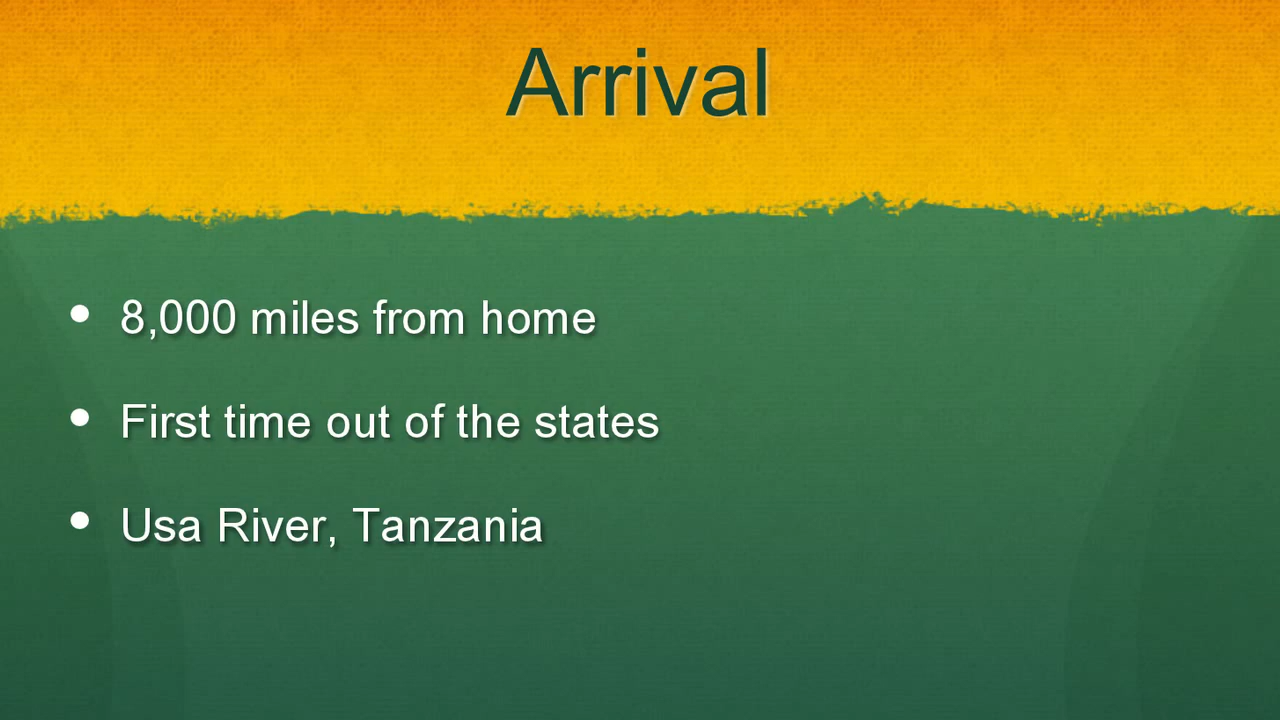 Arrival
• 8,000 miles from home
• First time out of the states
• Usa River, Tanzania